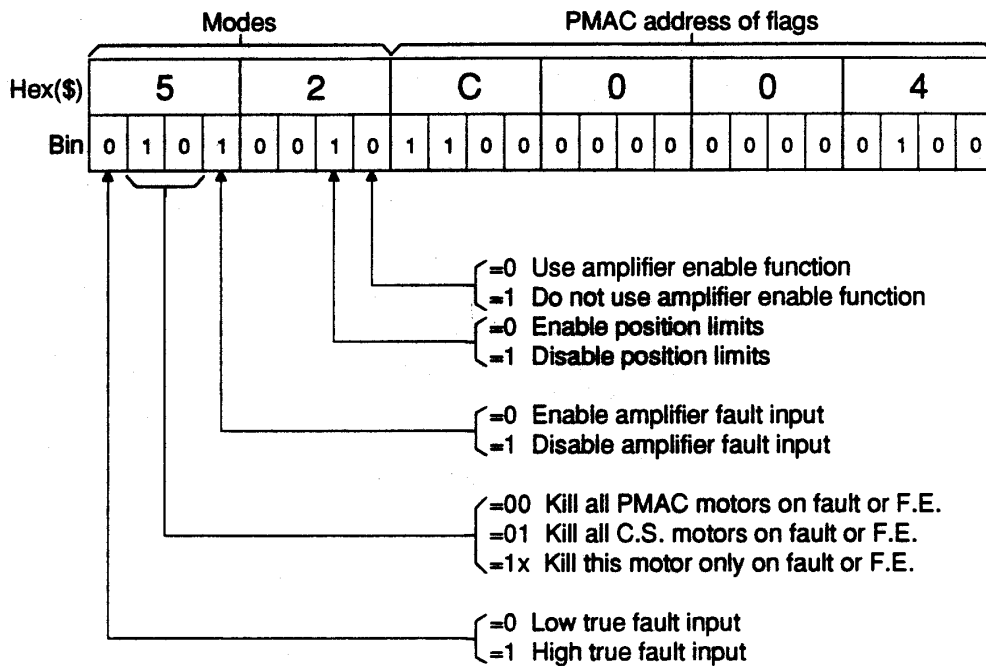 Modes PMAC address of flags
Hex($) 5 2 C 0 0 4
Bin 0 1 0 1 0 0 1 0 1 1 0 0 0 0 0 0 0 0 0 0 0 1 0 0
=0 Use amplifier enable function
=1 Do not use amplifier enable function
=0 Enable position limits
=1 Disable position limits
=0 Enable amplifier fault input
=1 Disable amplifier fault input
=00 Kill all PMAC motors on fault or F.E.
=01 Kill all C.S. motors on fault or F.E.
=1x Kill this motor only on fault or F.E.
=0 Low true fault input
=1 High true fault input